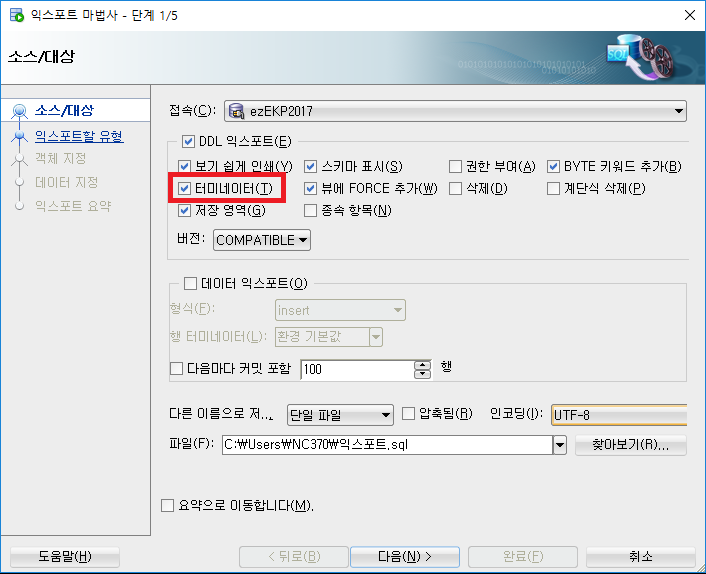 익스포트 마법사 - 단계 1/5
소스/대상
소스/대상
익스포트할 유형
객체 지정
데이터 지정
익스포트 요약
접속(C): ezEKP2017
DDL 익스포트(E)
보기 쉽게 인쇄(Y) 스키마 표시(S) 권한 부여(A) BYTE 키워드 추가(B)
터미네이터(T) 뷰에 FORCE 추가(W) 삭제(D) 계단식 삭제(P)
저장 영역(G) 종속 항목(N)
버전: COMPATIBLE
데이터 익스포트(O)
형식(F): insert
행 터미네이터(L): 환경 기본값
다음마다 커밋 포함 100 행
다른 이름으로 저... 단일 파일 압축됨(R) 인코딩(I): UTF-8
파일(F): C:₩Users₩NC370₩익스포트.sql 찾아보기(R)...
요약으로 이동합니다(M).
도움말(H) < 뒤로(B) 다음(N) > 완료(F) 취소